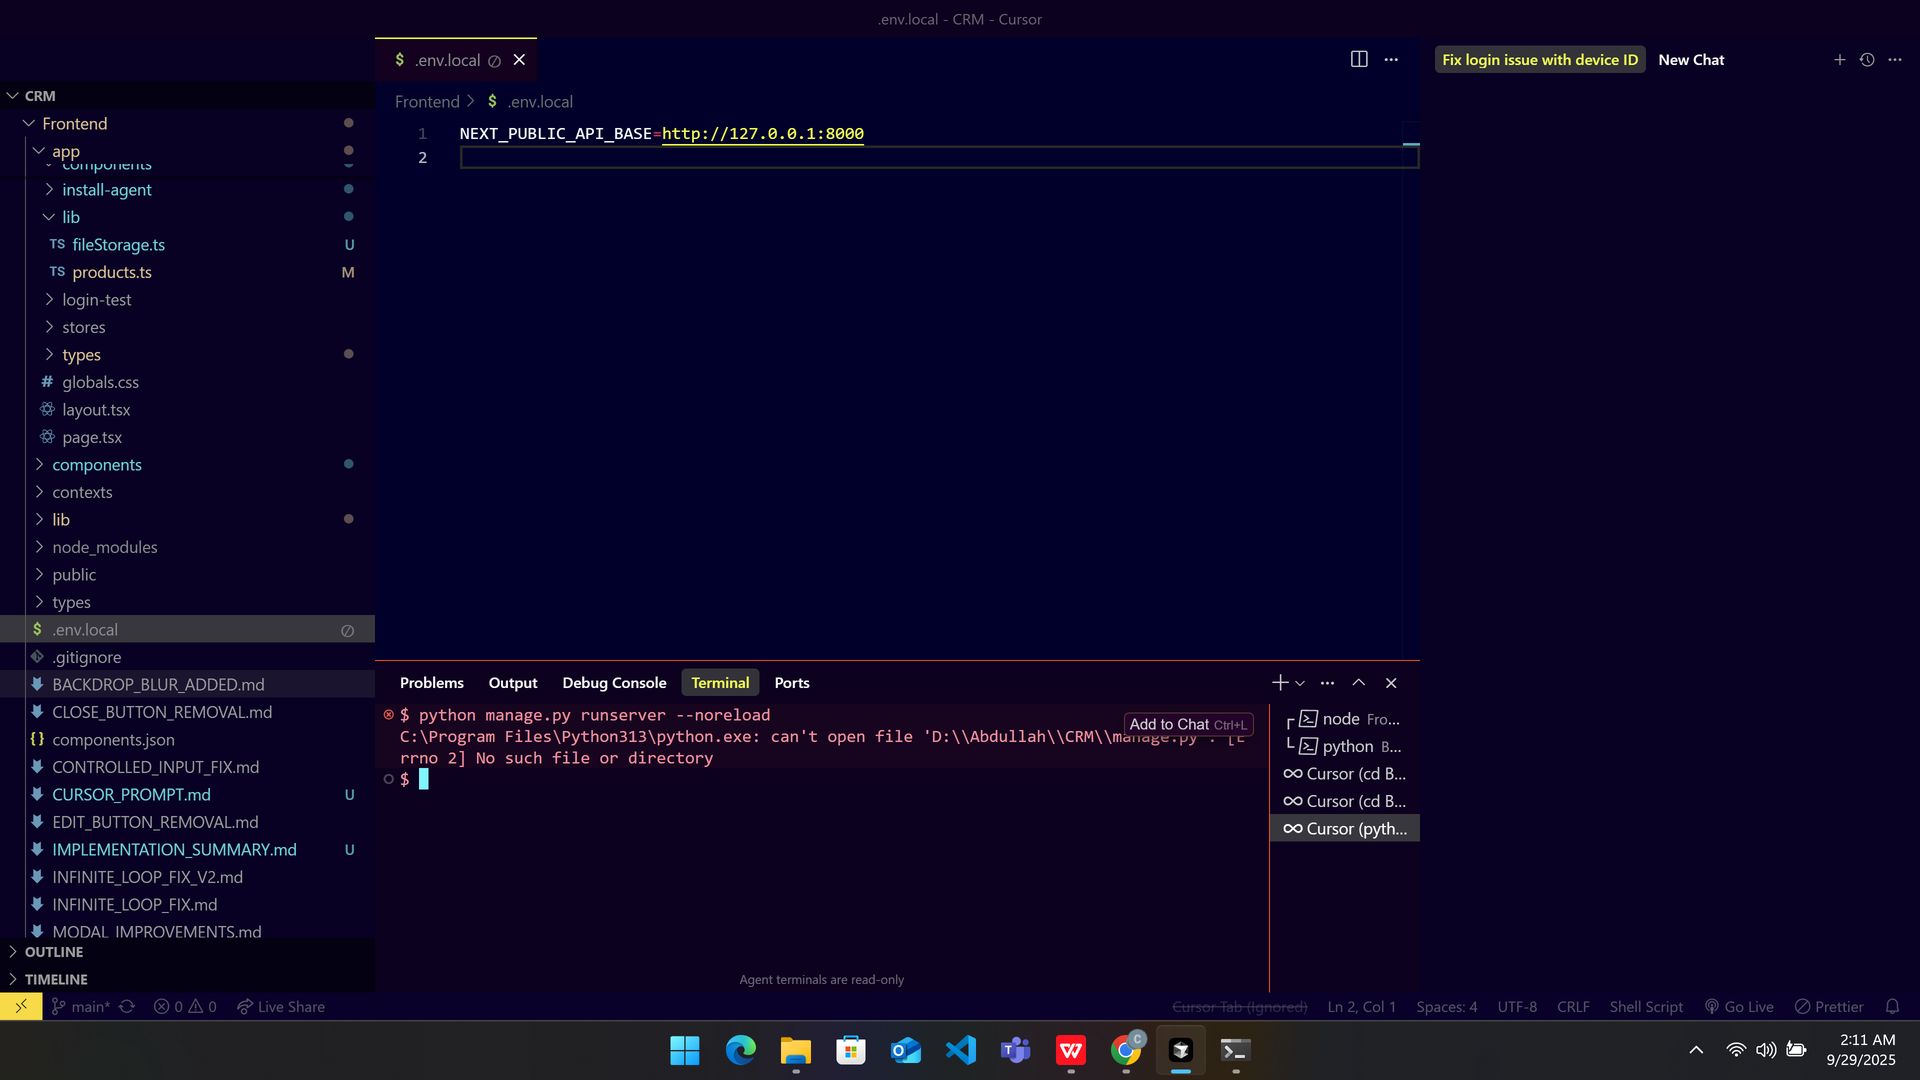 .env.local - CRM - Cursor
CRM
Frontend
app
components
install-agent
lib
TS fileStorage.ts U
TS products.ts M
login-test
stores
types
# globals.css
layout.tsx
page.tsx
components
contexts
lib
node_modules
public
types
$ .env.local
.gitignore
BACKDROP_BLUR_ADDED.md
CLOSE_BUTTON_REMOVAL.md
{} components.json
CONTROLLED_INPUT_FIX.md
CURSOR_PROMPT.md U
EDIT_BUTTON_REMOVAL.md
IMPLEMENTATION_SUMMARY.md U
INFINITE_LOOP_FIX_V2.md
INFINITE_LOOP_FIX.md
MODAL_IMPROVEMENTS.md
OUTLINE
TIMELINE
$ .env.local
Frontend > $ .env.local
1 NEXT_PUBLIC_API_BASE=http://127.0.0.1:8000
2
Fix login issue with device ID New Chat
Problems Output Debug Console Terminal Ports
$ python manage.py runserver --noreload
C:\Program Files\Python313\python.exe: can't open file 'D:\\Abdullah\\CRM\\manage.py': [E
rrno 2] No such file or directory
$
Add to Chat Ctrl+L
node Fro...
python B...
Cursor (cd B...
Cursor (cd B...
Cursor (pyth...
Agent terminals are read-only
main* 0 0 Live Share
Cursor Tab (Ignored) Ln 2, Col 1 Spaces: 4 UTF-8 CRLF Shell Script Go Live Prettier
C
2:11 AM
9/29/2025